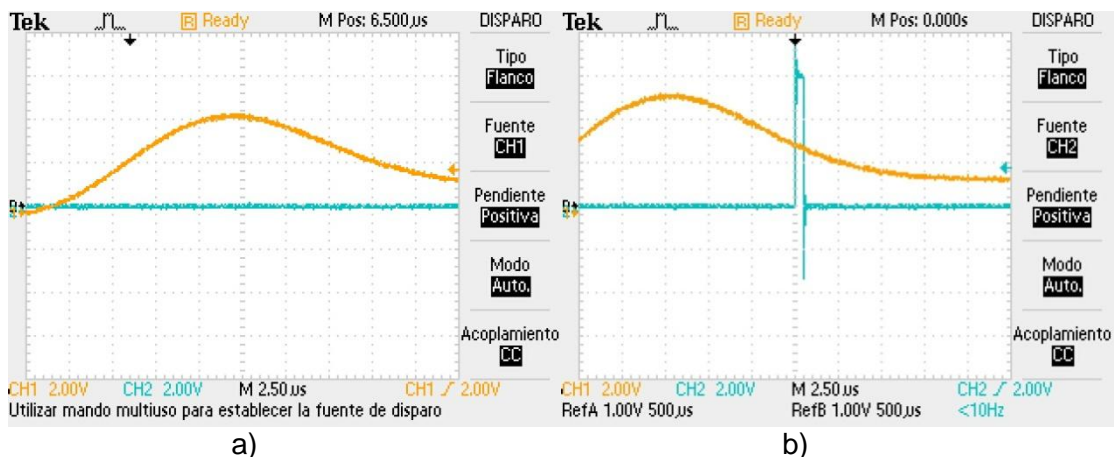 Tek
Ready
M Pos: 6.500µs
DISPARO
Tipo
Flanco
Fuente
CH1
Pendiente
Positiva
Modo
Auto.
Acoplamiento
CC
CH1 2.00V
CH2 2.00V
M 2.50µs
CH1 2.00V
Utilizar mando multiuso para establecer la fuente de disparo
a)
Tek
R Ready
M Pos: 0.000s
DISPARO
Tipo
Flanco
Fuente
CH2
Pendiente
Positiva
Modo
Auto.
Acoplamiento
CC
CH1 2.00V
CH2 2.00V
M 2.50µs
CH2 2.00V
RefA 1.00V 500µs
RefB 1.00V 500µs
<10Hz
b)